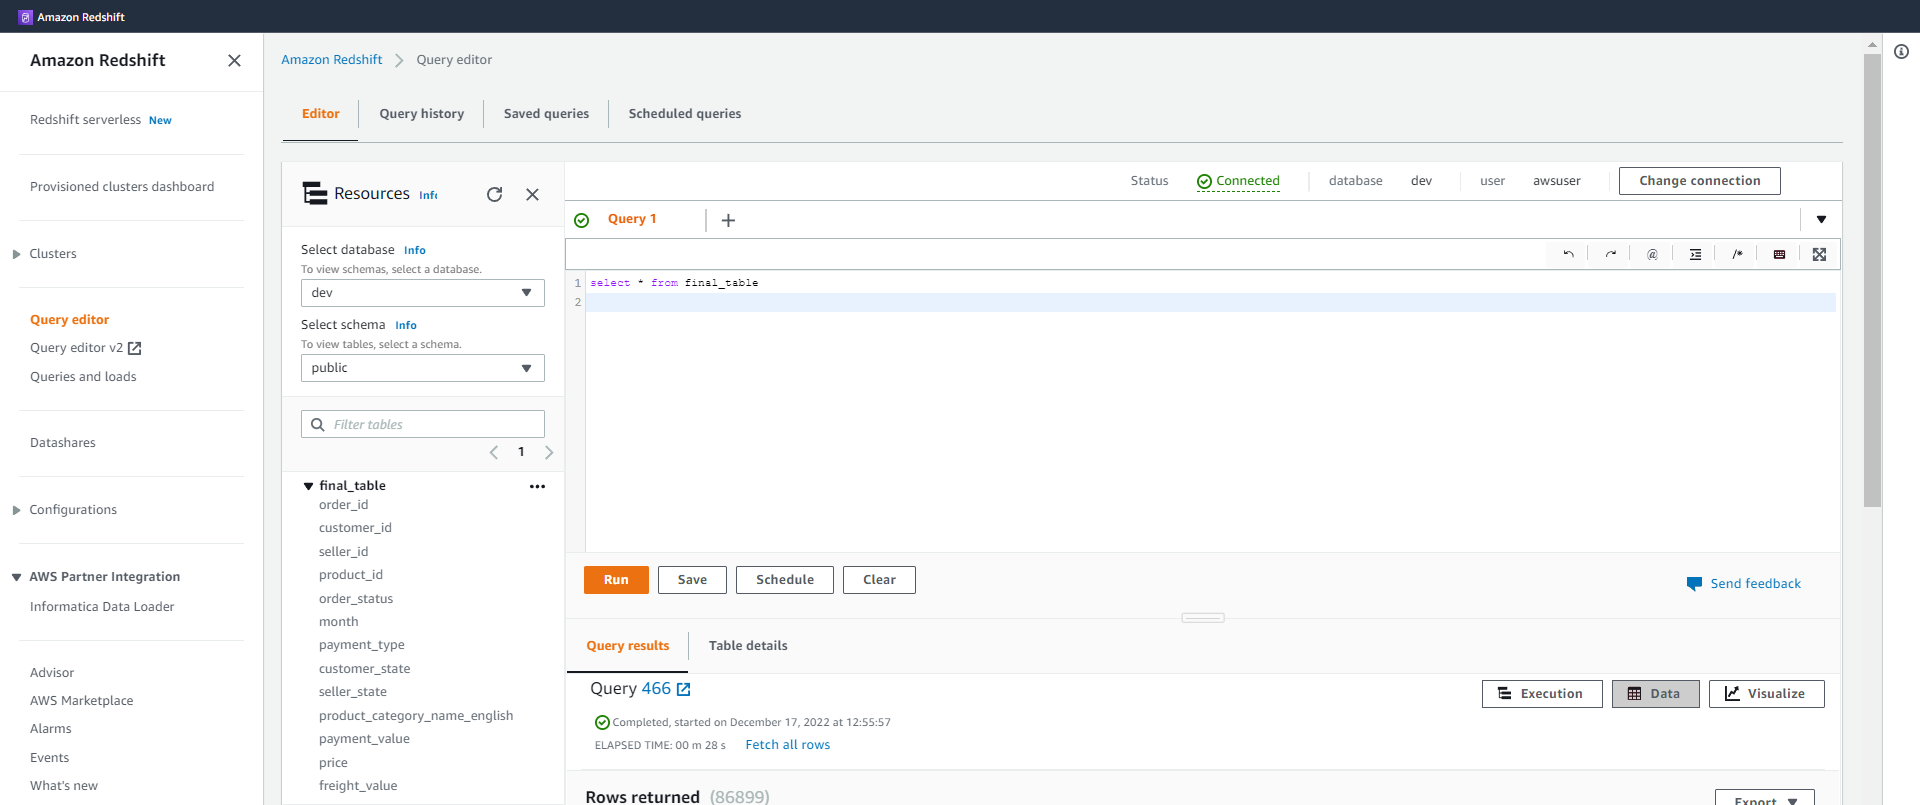 Amazon Redshift
Amazon Redshift
Redshift serverless New
Provisioned clusters dashboard
Clusters
Query editor
Query editor v2
Queries and loads
Datashares
Configurations
AWS Partner Integration
Informatica Data Loader
Advisor
AWS Marketplace
Alarms
Events
What's new
Amazon Redshift > Query editor
Editor
Query history
Saved queries
Scheduled queries
Resources Info
Select database Info
To view schemas, select a database.
dev
Select schema Info
To view tables, select a schema.
public
Filter tables
1
final_table
order_id
customer_id
seller_id
product_id
order_status
month
payment_type
customer_state
seller_state
product_category_name_english
payment_value
price
freight_value
Status Connected database dev user awsuser Change connection
Query 1 +
@ /*
1 select * from final_table
2
Run Save Schedule Clear
Send feedback
Query results Table details
Query 466
Execution Data Visualize
Completed, started on December 17, 2022 at 12:55:57
ELAPSED TIME: 00 m 28 s Fetch all rows
Rows returned (86899)
Export